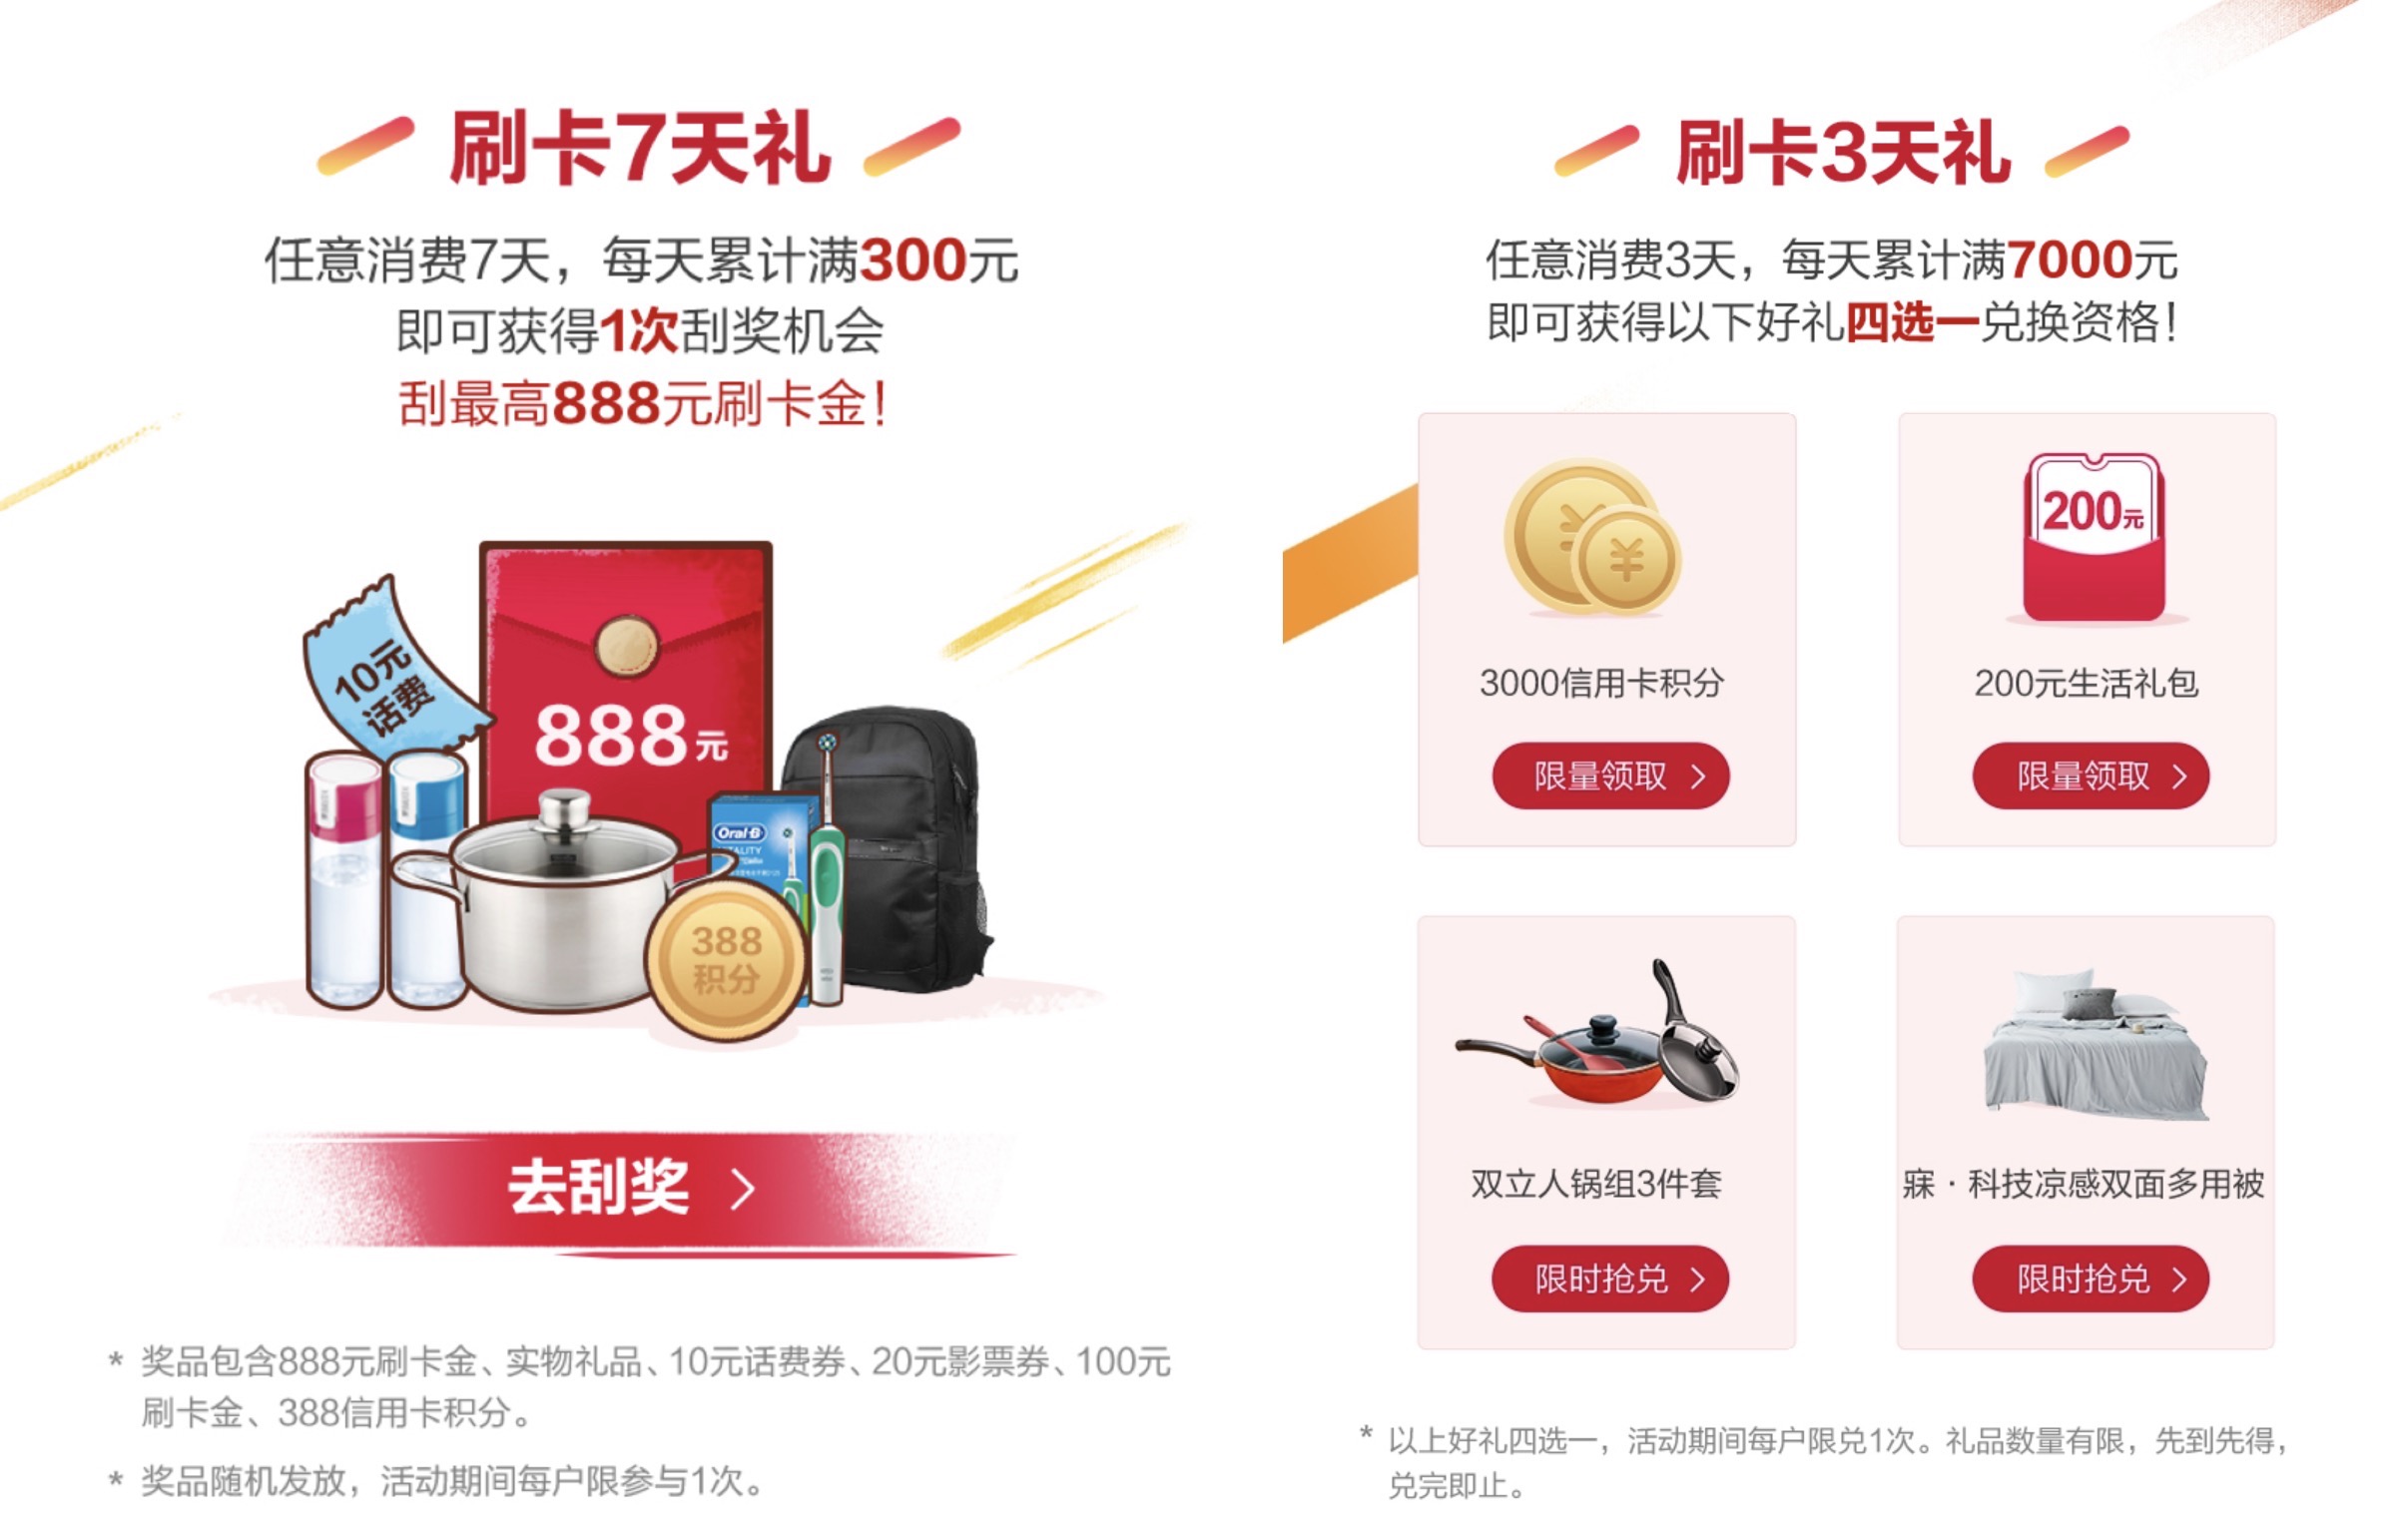 刷卡7天礼
任意消费7天，每天累计满300元
即可获得1次刮奖机会
刮最高888元刷卡金！
10元
话费
888元
Oral-B
388
积分
去刮奖 >
* 奖品包含888元刷卡金、实物礼品、10元话费券、20元影票券、100元
刷卡金、388信用卡积分。
* 奖品随机发放，活动期间每户限参与1次。
刷卡3天礼
任意消费3天，每天累计满7000元
即可获得以下好礼四选一兑换资格！
¥
¥
200元
3000信用卡积分
200元生活礼包
限量领取 >
限量领取 >
双立人锅组3件套
寐 · 科技凉感双面多用被
限时抢兑 >
限时抢兑 >
* 以上好礼四选一，活动期间每户限兑1次。礼品数量有限，先到先得，
兑完即止。